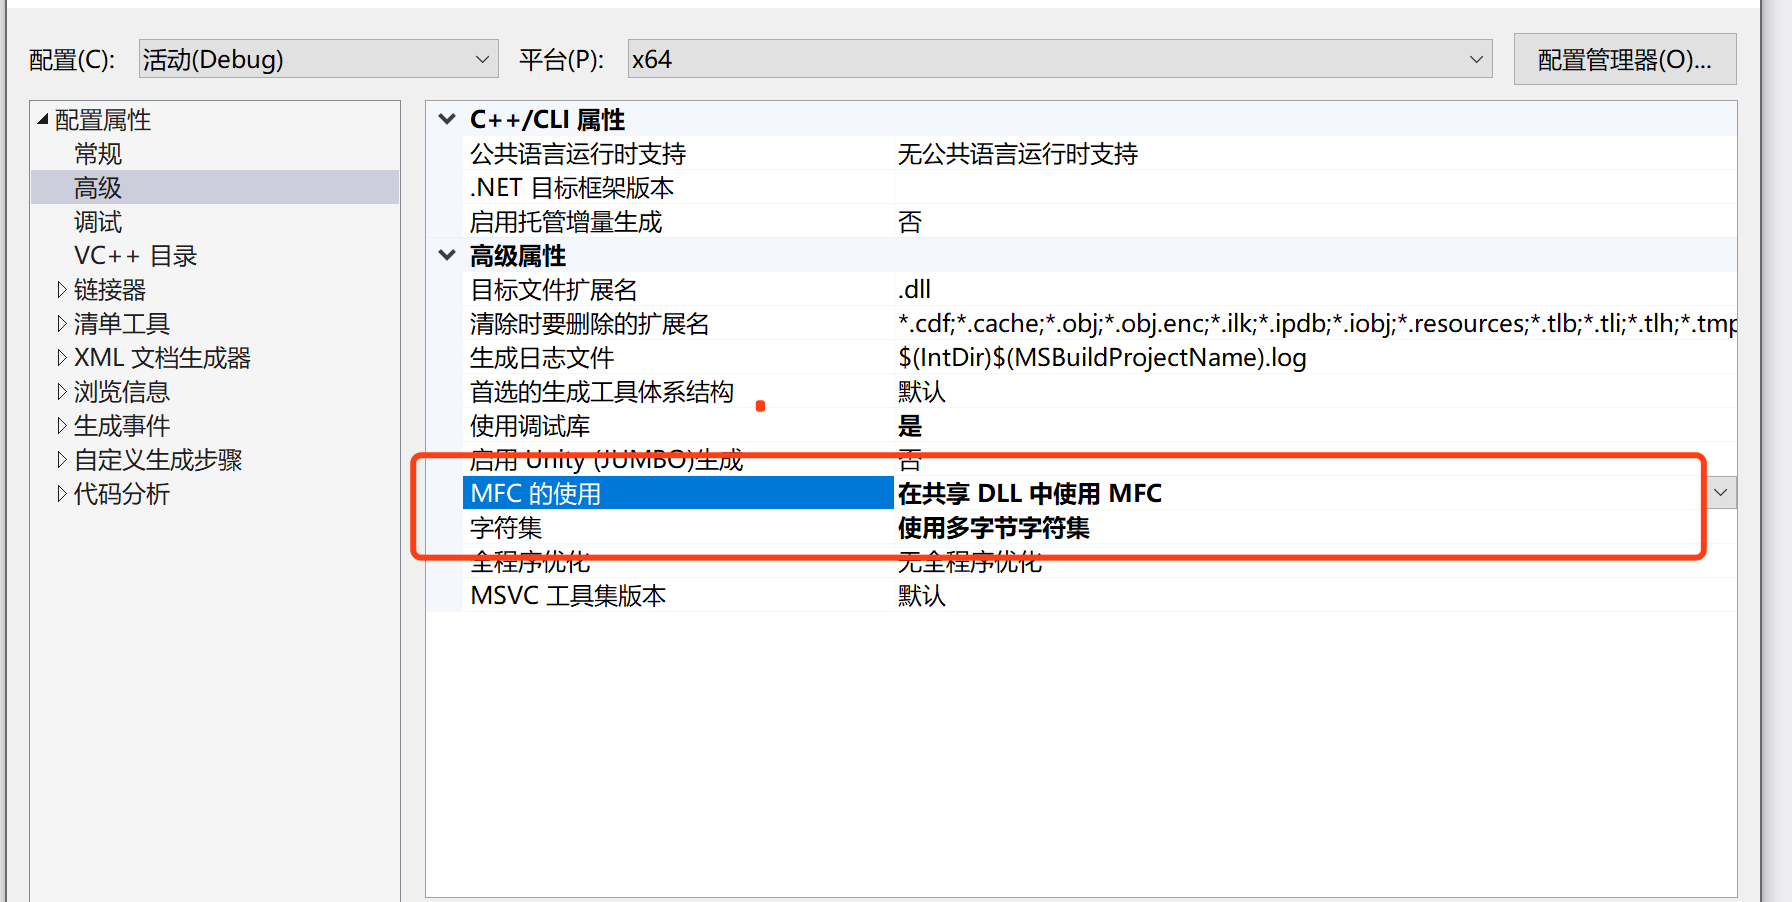 配置(C): 活动(Debug) 平台(P): x64 配置管理器(O)...
配置属性
常规
高级
调试
VC++ 目录
链接器
清单工具
XML 文档生成器
浏览信息
生成事件
自定义生成步骤
代码分析
C++/CLI 属性
公共语言运行时支持 无公共语言运行时支持
.NET 目标框架版本
启用托管增量生成 否
高级属性
目标文件扩展名 .dll
清除时要删除的扩展名 *.cdf;*.cache;*.obj;*.obj.enc;*.ilk;*.ipdb;*.iobj;*.resources;*.tlb;*.tli;*.tlh;*.tmp
生成日志文件 $(IntDir)$(MSBuildProjectName).log
首选的生成工具体系结构 默认
使用调试库 是
启用 Unity (JUMBO)生成 否
MFC 的使用 在共享 DLL 中使用 MFC
字符集 使用多字节字符集
全程序优化 无全程序优化
MSVC 工具集版本 默认